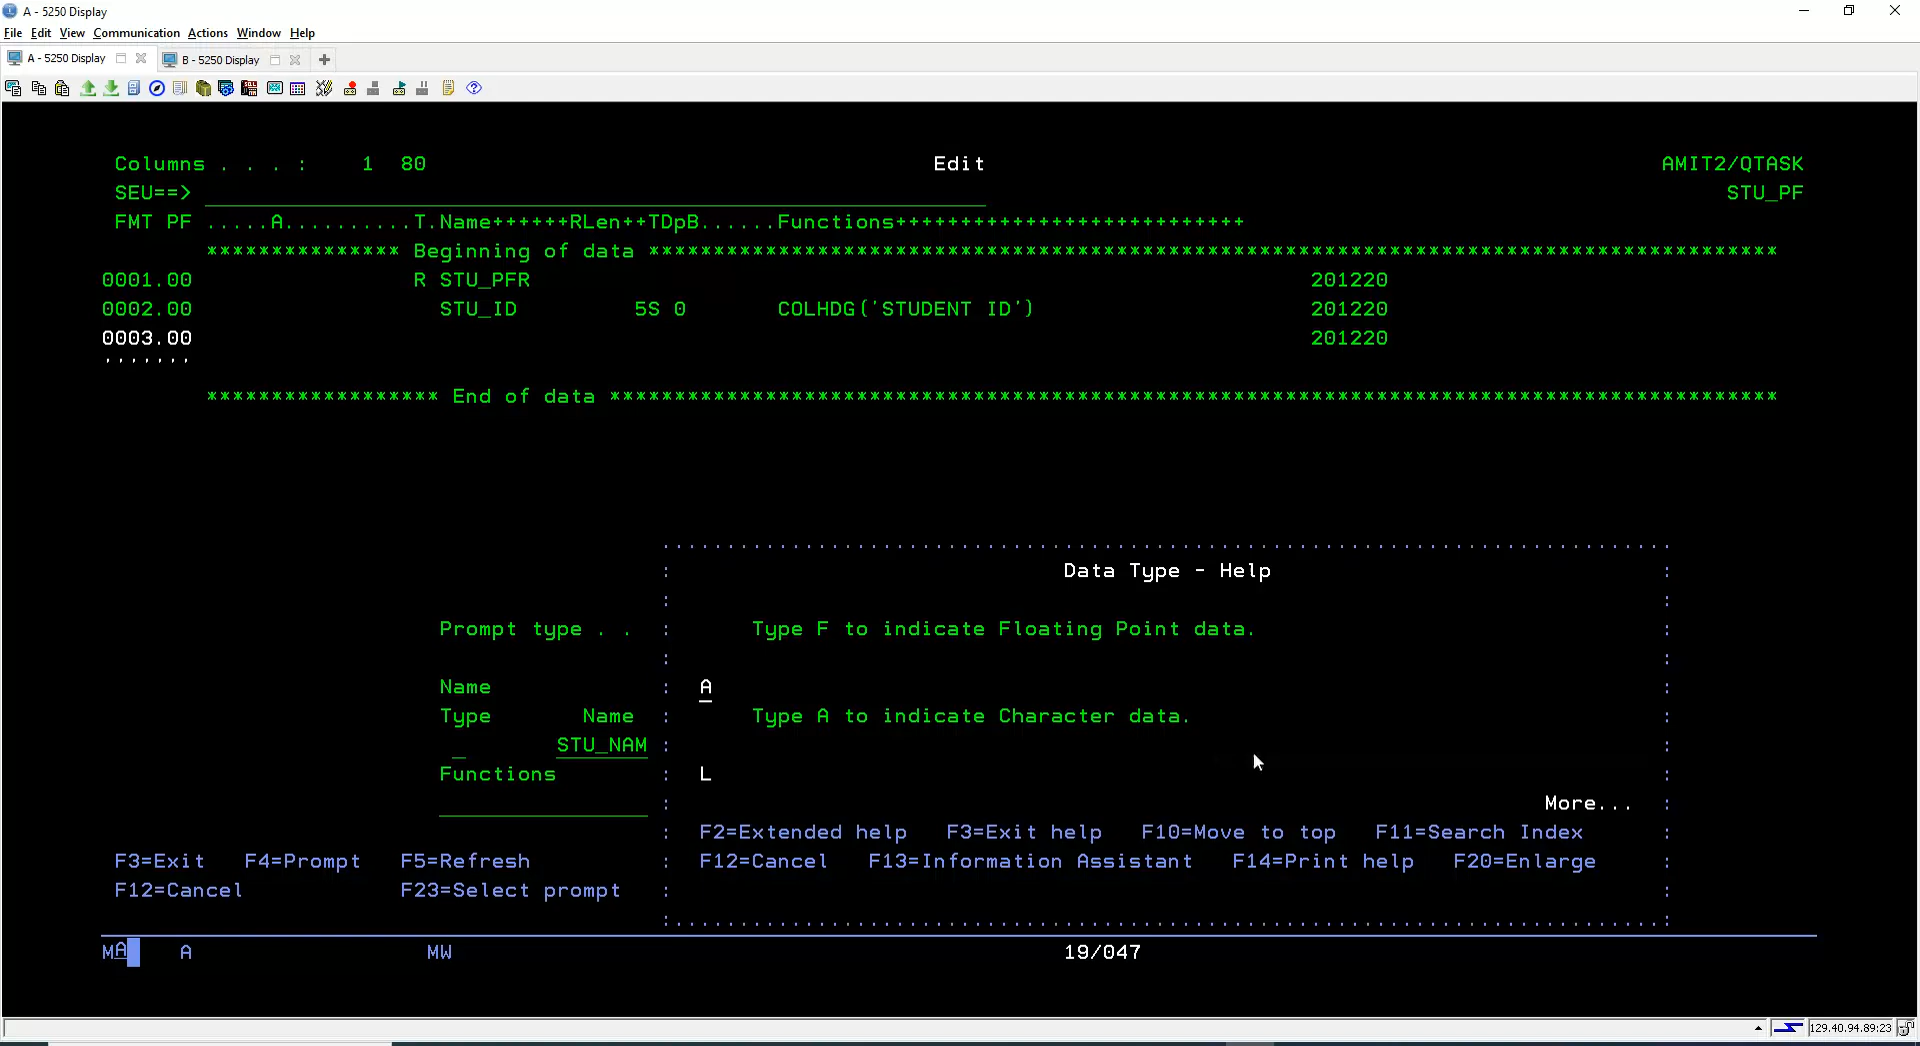 A - 5250 Display
File Edit View Communication Actions Window Help
A - 5250 Display B - 5250 Display
Columns . . . : 1 80 Edit AMIT2/QTASK
SEU==> STU_PF
FMT PF .....A..........T.Name++++++RLen++TDpB......Functions+++++++++++++++++++++++++++
*************** Beginning of data ***************************************************************************************
0001.00 R STU_PFR 201220
0002.00 STU_ID 5S 0 COLHDG('STUDENT ID') 201220
0003.00 201220
'''''''
****************** End of data ******************************************************************************************
Data Type - Help
Prompt type . . : Type F to indicate Floating Point data. :
Name : A :
Type Name : Type A to indicate Character data. :
_ STU_NAM :
Functions : L :
More... :
: F2=Extended help F3=Exit help F10=Move to top F11=Search Index :
F3=Exit F4=Prompt F5=Refresh : F12=Cancel F13=Information Assistant F14=Print help F20=Enlarge :
F12=Cancel F23=Select prompt : :
MA A MW 19/047
129.40.94.89:23